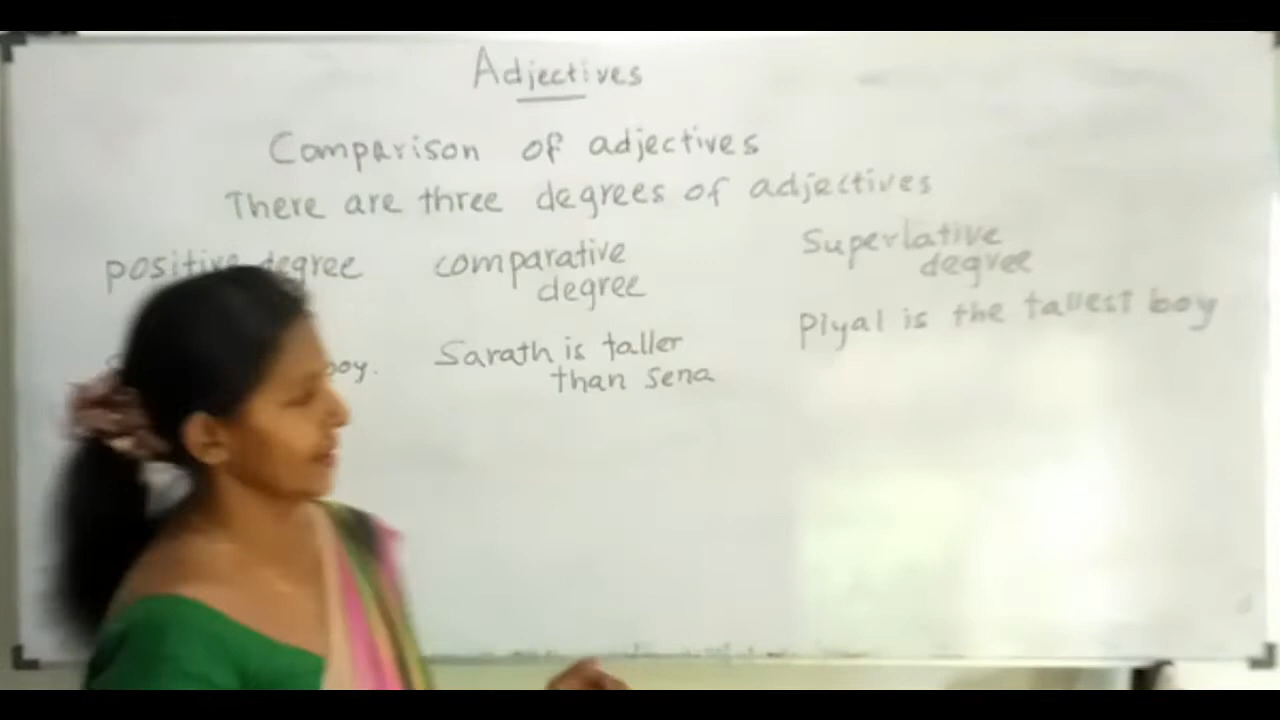 Adjectives
Comparison of adjectives
There are three degrees of adjectives
positive degree
comparative
degree
Superlative
degree
boy.
Sarath is taller
than sena
Piyal is the tallest boy